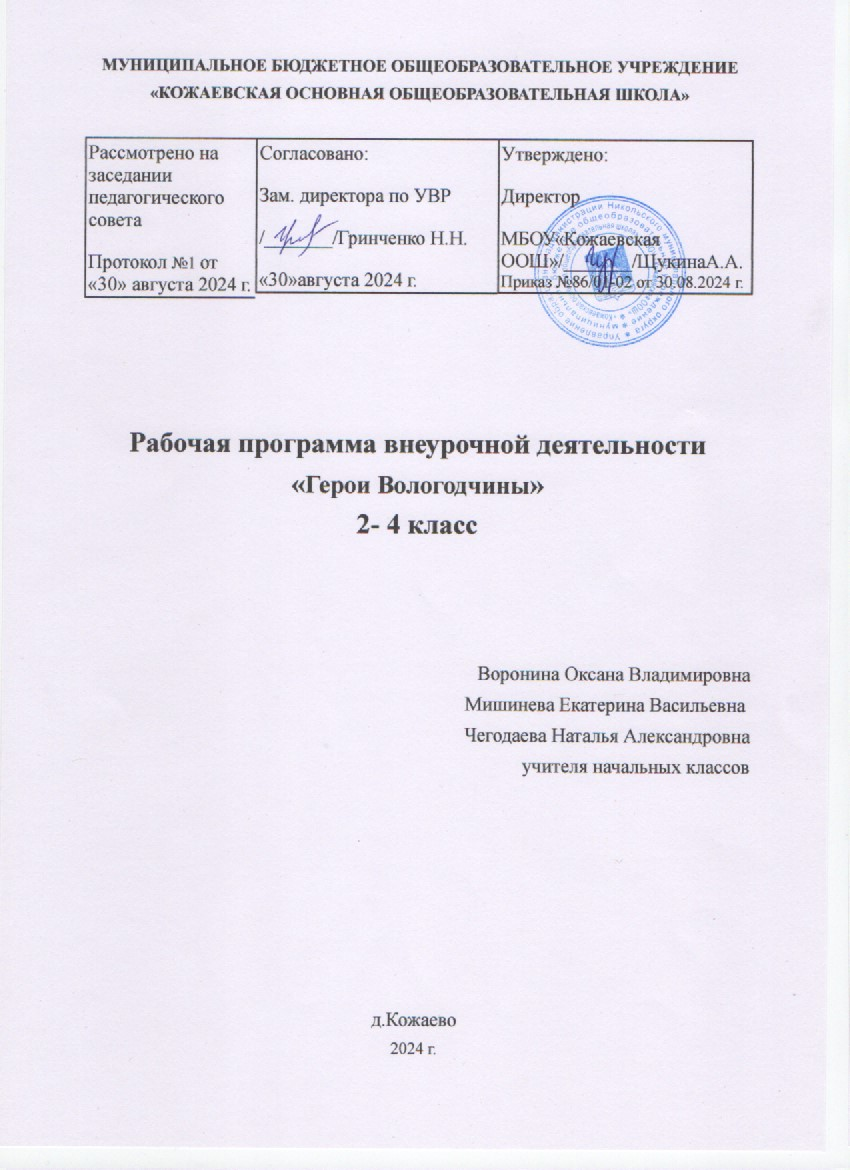 МУНИЦИПАЛЬНОЕ БЮДЖЕТНОЕ ОБЩЕОБРАЗОВАТЕЛЬНОЕ УЧРЕЖДЕНИЕ
«КОЖАЕВСКАЯ ОСНОВНАЯ ОБЩЕОБРАЗОВАТЕЛЬНАЯ ШКОЛА»
Рассмотрено на
заседании
педагогического
совета
Протокол №1 от
«30» августа 2024 г.
Согласовано:
Зам. директора по УВР
/_______/Гринченко Н.Н.
«30»августа 2024 г.
Утверждено:
Директор
МБОУ«Кожаевская
ООШ»/_______/ЩукинаА.А.
Приказ №86/01-02 от 30.08.2024 г.
Рабочая программа внеурочной деятельности
«Герои Вологодчины»
2- 4 класс
Воронина Оксана Владимировна
Мишинева Екатерина Васильевна
Чегодаева Наталья Александровна
учителя начальных классов
д.Кожаево
2024 г.